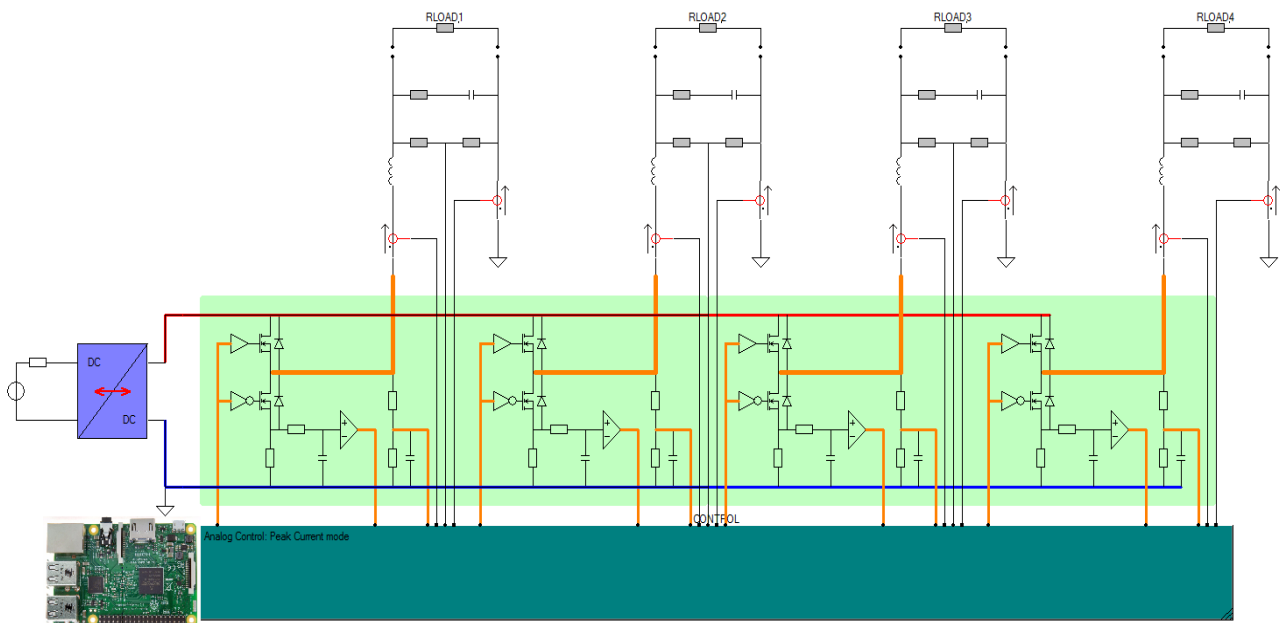 RLOAD1
RLOAD2
RLOAD3
RLOAD4
DC
DC
CONTROL
Analog Control: Peak Current mode